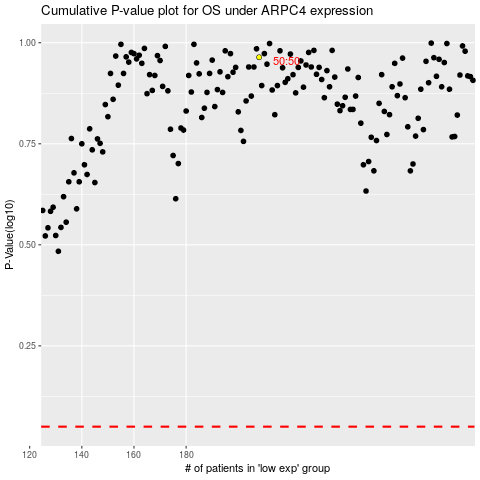 Cumulative P-value plot for OS under ARPC4 expression
P-Value(log10)
1.00
0.75
0.50
0.25
50:50
120 140 160 180
# of patients in 'low exp' group